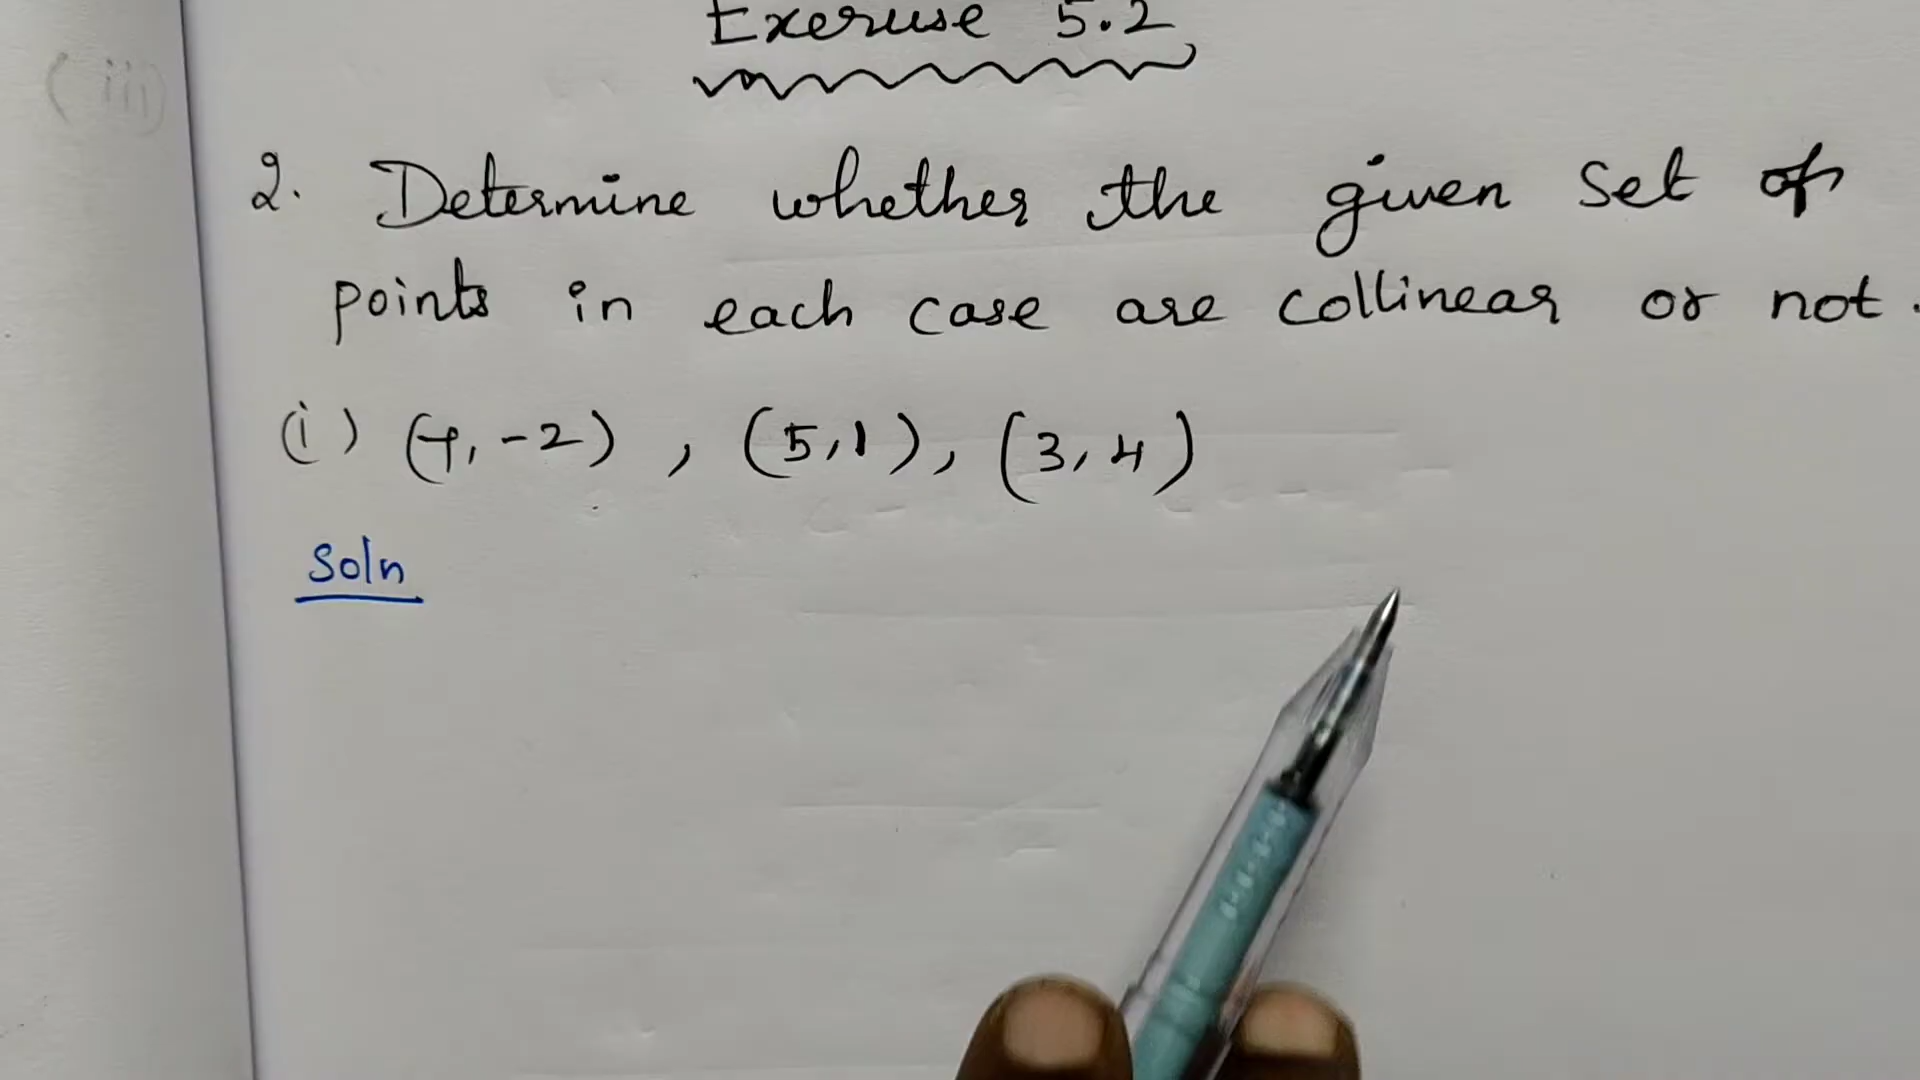 (iii)
Exercise 5.2
2. Determine whether the given set of
points in each case are collinear or not.
(i) (7, -2), (5,1), (3,4)
Soln